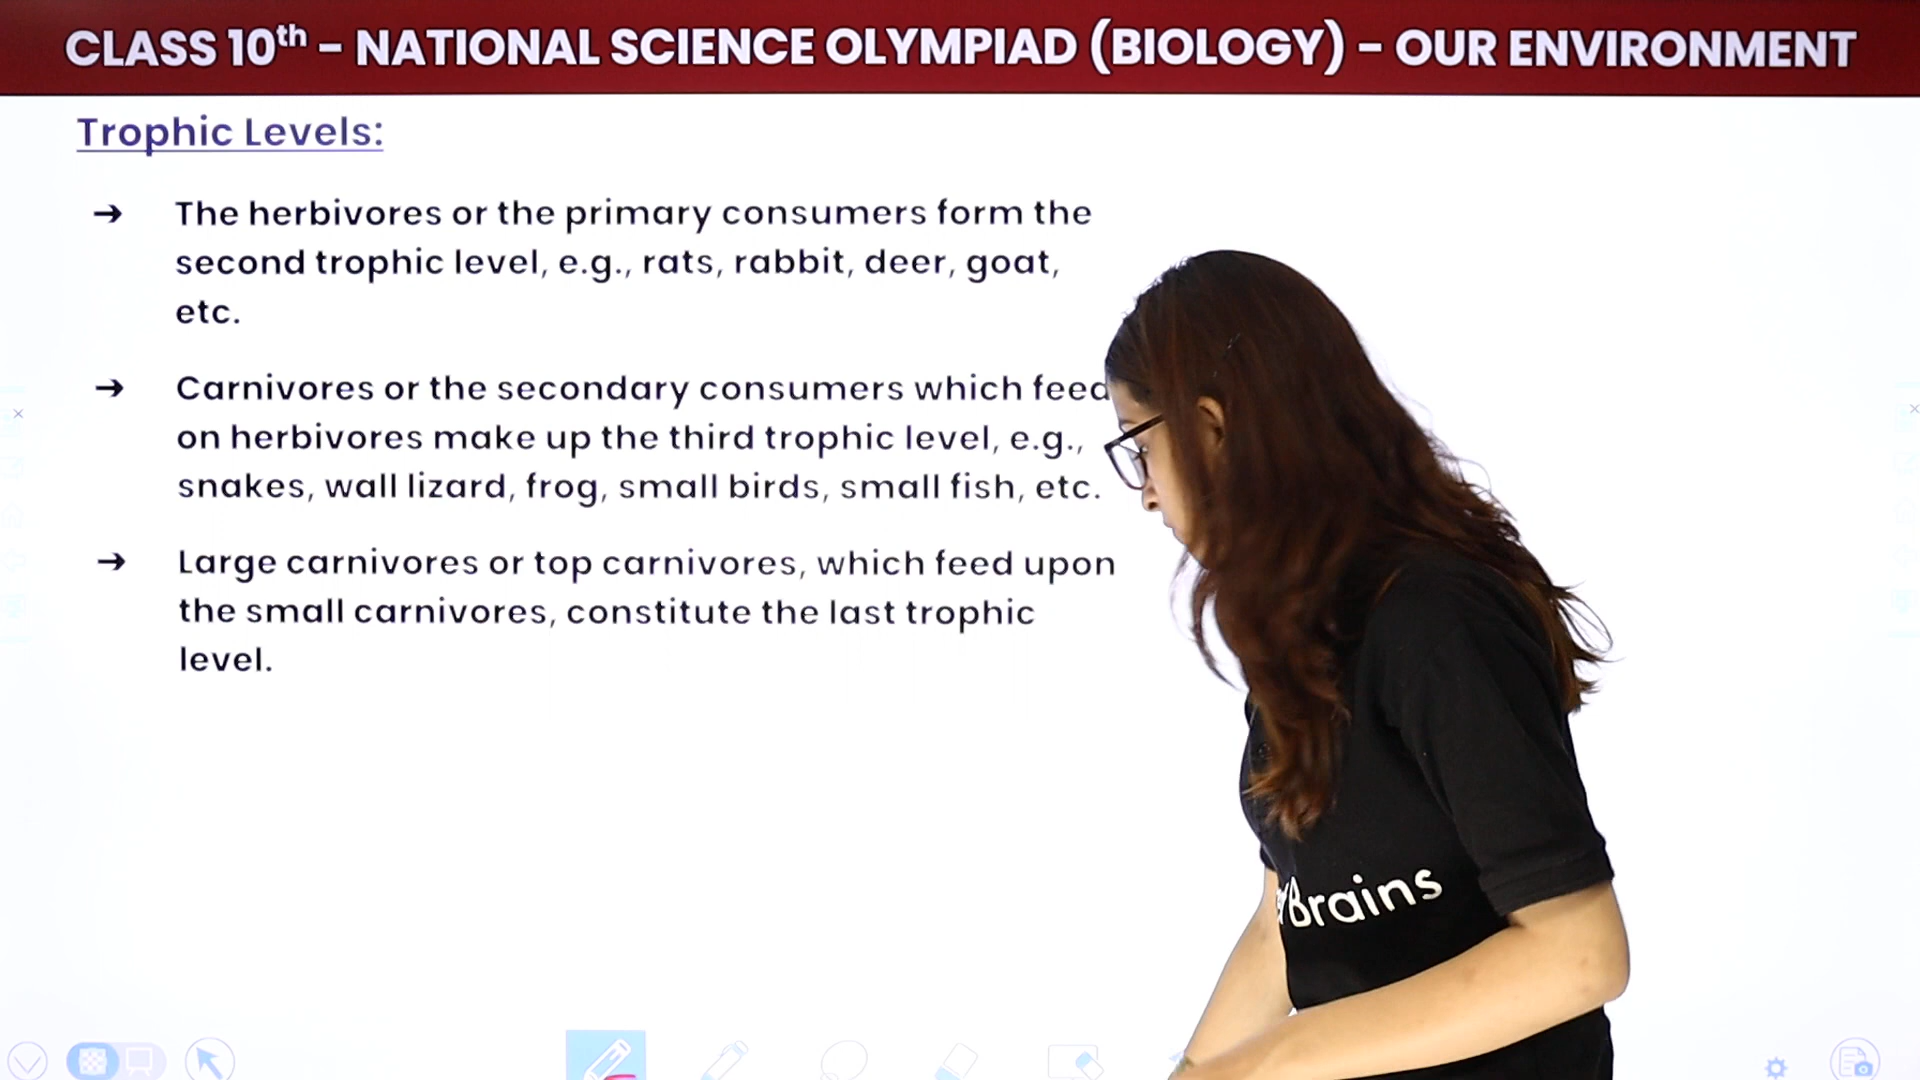 CLASS 10th – NATIONAL SCIENCE OLYMPIAD (BIOLOGY) – OUR ENVIRONMENT
Trophic Levels:
➔ The herbivores or the primary consumers form the
second trophic level, e.g., rats, rabbit, deer, goat,
etc.
➔ Carnivores or the secondary consumers which feed
on herbivores make up the third trophic level, e.g.,
snakes, wall lizard, frog, small birds, small fish, etc.
➔ Large carnivores or top carnivores, which feed upon
the small carnivores, constitute the last trophic
level.
Brains